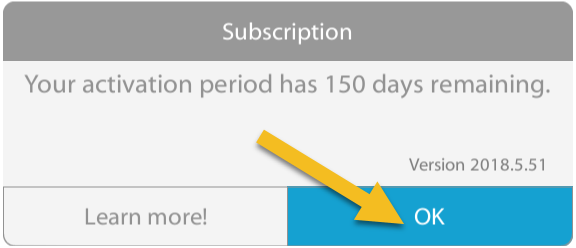 Subscription
Your activation period has 150 days remaining.
Version 2018.5.51
Learn more!
OK